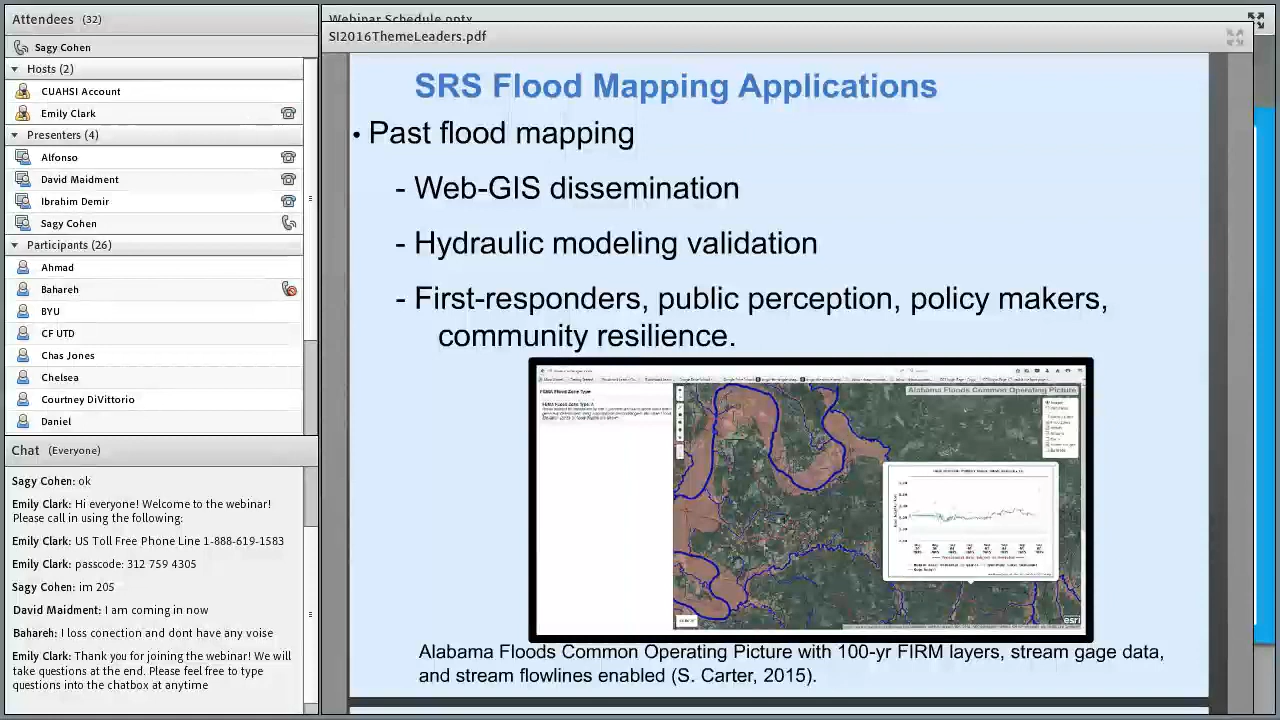 Attendees (32)
Sagy Cohen
Hosts (2)
CUAHSI Account
Emily Clark
Presenters (4)
Alfonso
David Maidment
Ibrahim Demir
Sagy Cohen
Participants (26)
Ahmad
Bahareh
BYU
CF UTD
Chas Jones
Chelsea
Courtney DiVittorio
Daniel
Chat (Everyone)
Sagy Cohen: ok
Emily Clark: Hi everyone! Welcome to the webinar!
Please call in using the following:
Emily Clark: US Toll Free Phone Line 1-888-619-1583
Emily Clark: Passcode: 312 759 4305
Sagy Cohen: im 205
David Maidment: I am coming in now
Bahareh: I loss conection and dont have any voice
Emily Clark: Thank you for joining the webinar! We will
take questions at the end. Please feel free to type
questions into the chatbox at anytime
Webinar Schedule.pptx
SI2016ThemeLeaders.pdf
SRS Flood Mapping Applications
• Past flood mapping
- Web-GIS dissemination
- Hydraulic modeling validation
- First-responders, public perception, policy makers,
community resilience.
Alabama Floods Common Operating Picture
FEMA Flood Zone Type
esri
Alabama Floods Common Operating Picture with 100-yr FIRM layers, stream gage data,
and stream flowlines enabled (S. Carter, 2015).